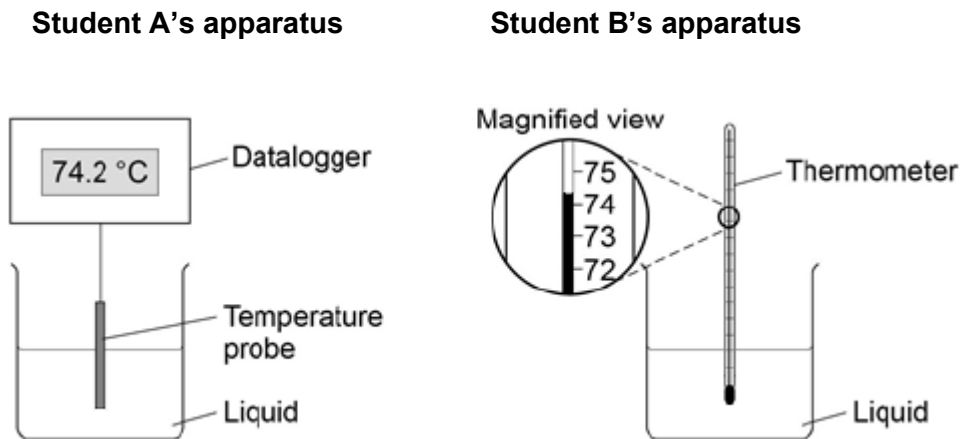 Student A’s apparatus
Student B’s apparatus
74.2 °C
Datalogger
Temperature
probe
Liquid
Magnified view
75
74
73
72
Thermometer
Liquid